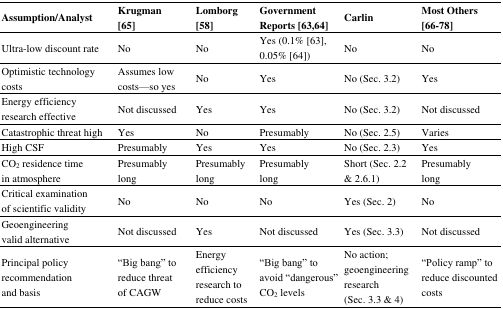 Assumption/Analyst Krugman [65] Lomborg [58] Government Reports [63,64] Carlin Most Others [66-78]
Ultra-low discount rate No No Yes (0.1% [63], 0.05% [64]) No No
Optimistic technology costs Assumes low costs—so yes No Yes No (Sec. 3.2) Yes
Energy efficiency research effective Not discussed Yes Yes No (Sec. 3.2) Not discussed
Catastrophic threat high Yes No Presumably No (Sec. 2.5) Varies
High CSF Presumably Yes Yes No (Sec. 2.3) Yes
CO₂ residence time in atmosphere Presumably long Presumably long Presumably long Short (Sec. 2.2 & 2.6.1) Presumably long
Critical examination of scientific validity No No No Yes (Sec. 2) No
Geoengineering valid alternative Not discussed Yes Not discussed Yes (Sec. 3.3) Not discussed
Principal policy recommendation and basis “Big bang” to reduce threat of CAGW Energy efficiency research to reduce costs “Big bang” to avoid “dangerous” CO₂ levels No action; geoengineering research (Sec. 3.3 & 4) “Policy ramp” to reduce discounted costs